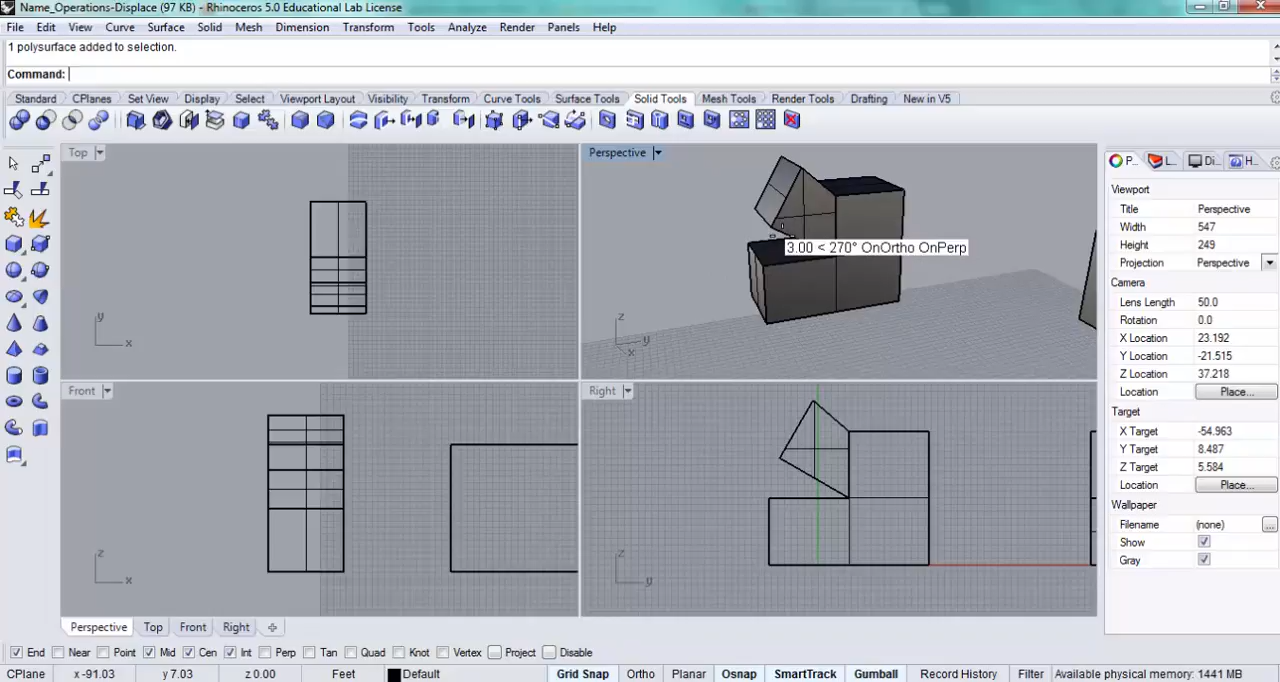 Name_Operations-Displace (97 KB) - Rhinoceros 5.0 Educational Lab License
File Edit View Curve Surface Solid Mesh Dimension Transform Tools Analyze Render Panels Help
1 polysurface added to selection.
Command:
Standard CPlanes Set View Display Select Viewport Layout Visibility Transform Curve Tools Surface Tools Solid Tools Mesh Tools Render Tools Drafting New in V5
Top
Perspective
P... L... Di... H...
Viewport
Title Perspective
Width 547
Height 249
Projection Perspective
Camera
Lens Length 50.0
Rotation 0.0
X Location 23.192
Y Location -21.515
Z Location 37.218
Location Place...
Target
X Target -54.963
Y Target 8.487
Z Target 5.584
Location Place...
Wallpaper
Filename (none) ...
Show
Gray
3.00 < 270° OnOrtho OnPerp
y
x
z
y
x
Front
Right
z
x
z
y
Perspective Top Front Right
End Near Point Mid Cen Int Perp Tan Quad Knot Vertex Project Disable
CPlane x -91.03 y 7.03 z 0.00 Feet Default Grid Snap Ortho Planar Osnap SmartTrack Gumball Record History Filter Available physical memory: 1441 MB